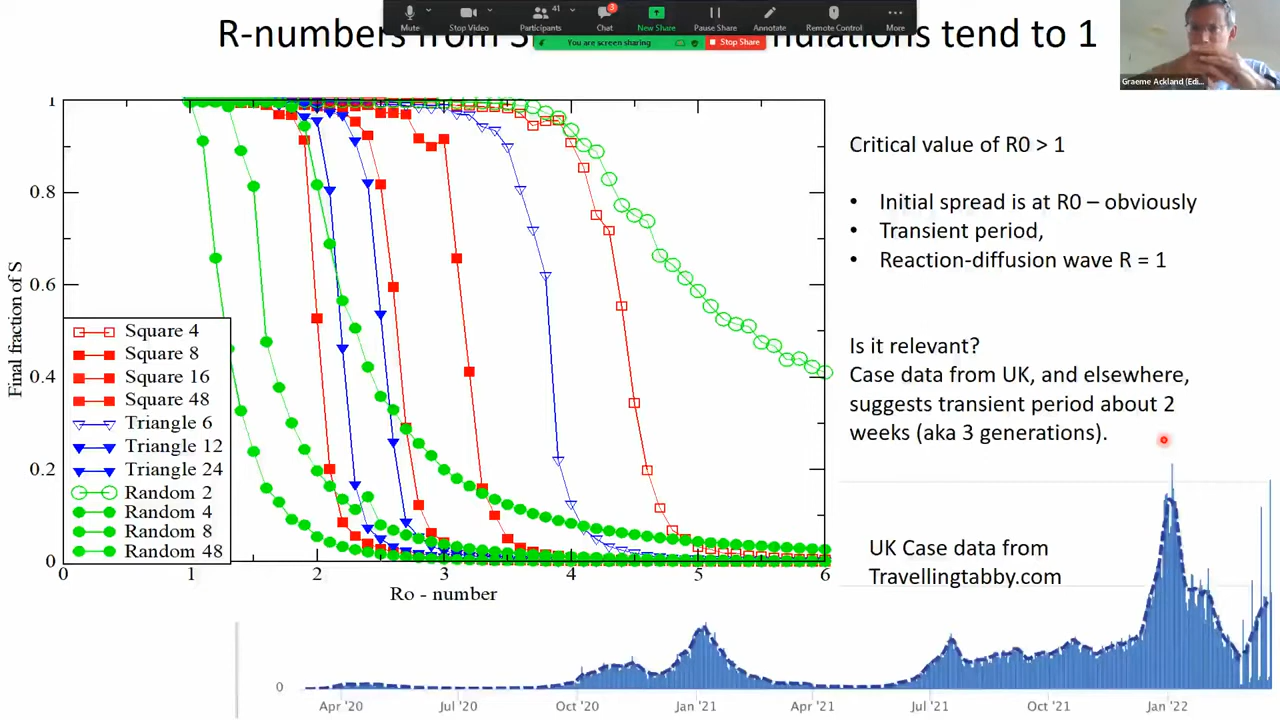 Mute
Stop Video
Participants
41
Chat
3
New Share
Pause Share
Annotate
Remote Control
More
You are screen sharing
Stop Share
Graeme Ackland (Edi...
R-numbers from S
ulations tend to 1
Final fraction of S
1
0.8
0.6
0.4
0.2
0
Square 4
Square 8
Square 16
Square 48
Triangle 6
Triangle 12
Triangle 24
Random 2
Random 4
Random 8
Random 48
0 1 2 3 4 5 6
Ro - number
Critical value of R0 > 1
• Initial spread is at R0 – obviously
• Transient period,
• Reaction-diffusion wave R = 1
Is it relevant?
Case data from UK, and elsewhere,
suggests transient period about 2
weeks (aka 3 generations).
UK Case data from
Travellingtabby.com
0
Apr '20 Jul '20 Oct '20 Jan '21 Apr '21 Jul '21 Oct '21 Jan '22